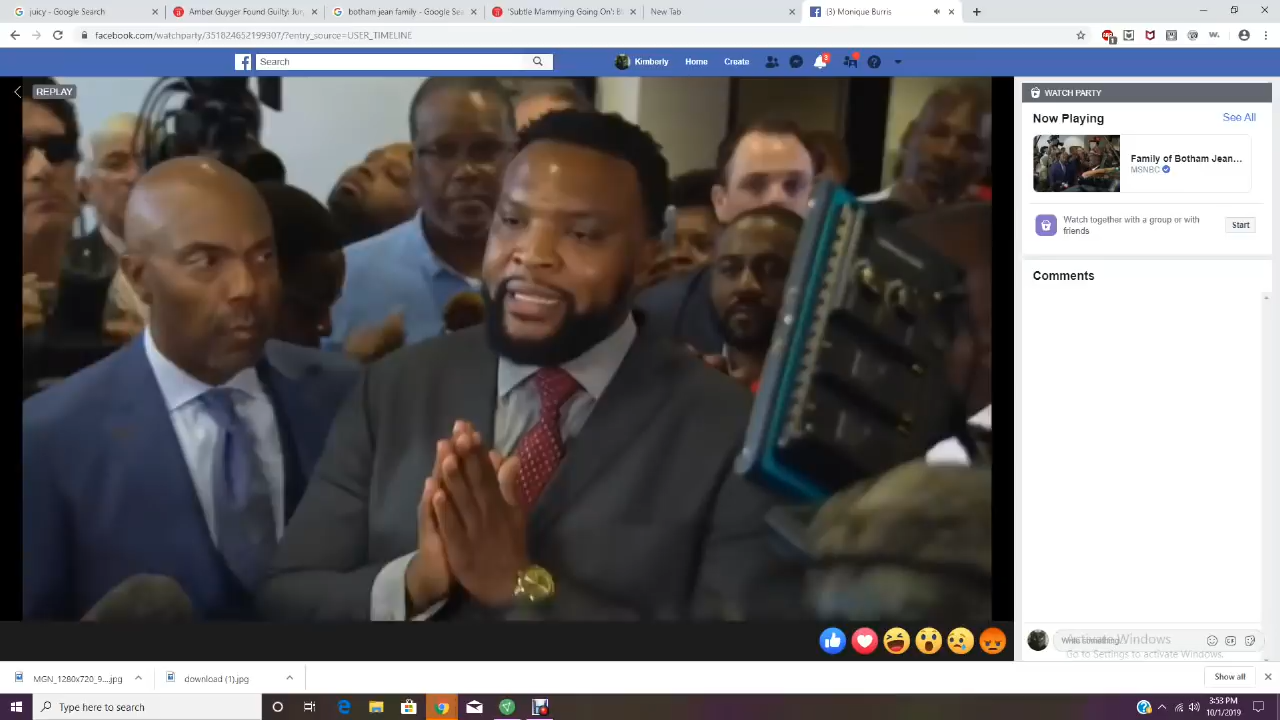 juicy - Google Search
Amber Guyger Found Guilty: Jur
botham jean family - Google Sea
'Subtle Mammying Going On' Bl
New Tab
(3) Monique Burris
facebook.com/watchparty/351824652199307/?entry_source=USER_TIMELINE
Search
Kimberly
Home
Create
3
REPLAY
WATCH PARTY
Now Playing
See All
Family of Botham Jean...
MSNBC
Watch together with a group or with
friends
Start
Comments
Write something...
Activate Windows
Go to Settings to activate Windows.
MGN_1280x720_9....jpg
download (1).jpg
Show all
Type here to search
3:53 PM
10/1/2019